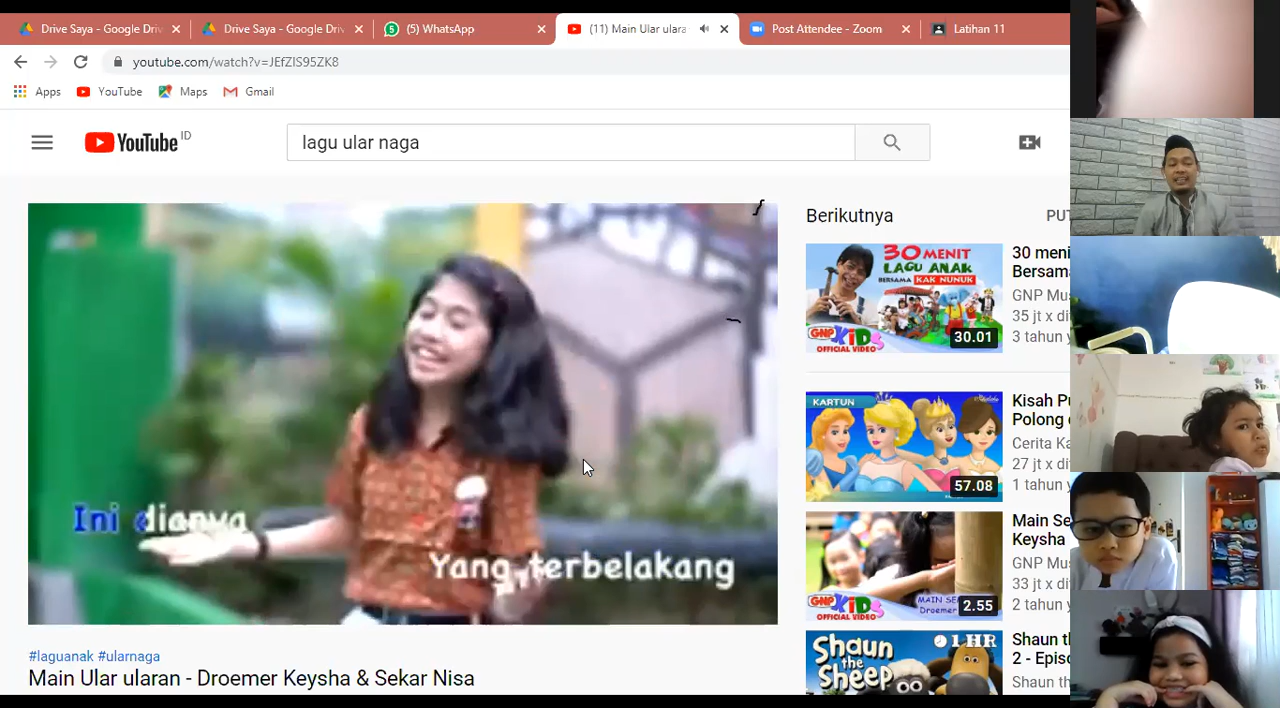 Drive Saya - Google Driv
Drive Saya - Google Driv
(5) WhatsApp
(11) Main Ular ulara
Post Attendee - Zoom
Latihan 11
youtube.com/watch?v=JEfZlS95ZK8
Apps
YouTube
Maps
Gmail
YouTube ID
lagu ular naga
Ini dianya
Yang terbelakang
#laguanak #ularnaga
Main Ular ularan - Droemer Keysha & Sekar Nisa
Berikutnya
PUT
30 MENIT
LAGU ANAK
BERSAMA KAK NUNUK
GNP KiDS
OFFICIAL VIDEO
30.01
30 meni
Bersama
GNP Mus
35 jt x di
3 tahun y
KARTUN
57.08
Kisah Pu
Polong
Cerita Ka
27 jt x di
1 tahun y
GNP KiDS
OFFICIAL VIDEO
MAIN SE
Droemer
2.55
Main Se
Keysha
GNP Mus
33 jt x di
2 tahun y
Shaun
the
Sheep
1 HR
Shaun th
2 - Episo
Shaun th